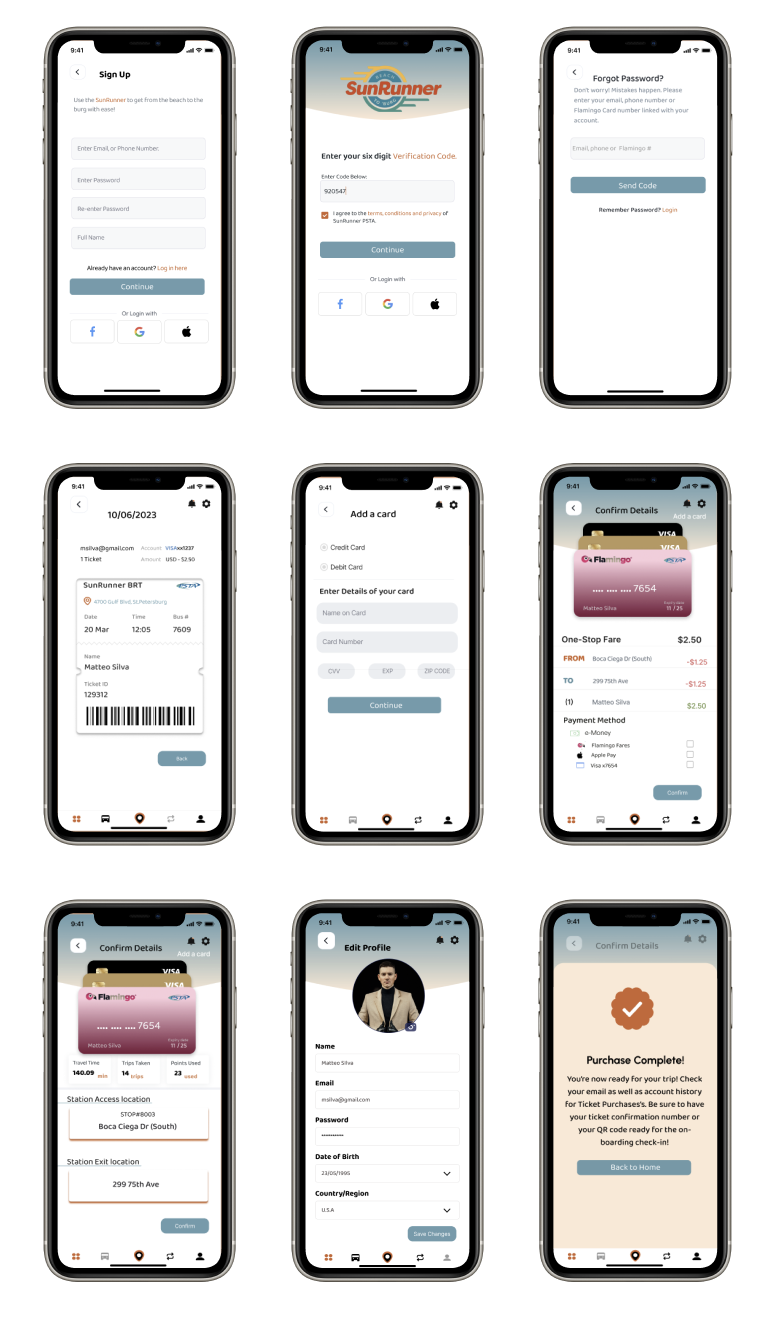 9:41
Sign Up
Use the SunRunner to get from the beach to the
burg with ease!
Enter Email, or Phone Number.
Enter Password
Re-enter Password
Full Name
Already have an account? Log in here
Continue
Or Login with
9:41
BEACH
SunRunner
TO BURG
Enter your six digit Verification Code.
Enter Code Below:
920547
I agree to the terms, conditions and privacy of
SunRunner PSTA.
Continue
Or Login with
9:41
Forgot Password?
Don't worry! Mistakes happen. Please
enter your email, phone number or
Flamingo Card number linked with your
account.
Email, phone or Flamingo #
Send Code
Remember Password? Login
9:41
10/06/2023
msilva@gmail.com Account VISAxx1237
1 Ticket Amount USD - $2.50
SunRunner BRT PSTA
4700 Gulf Blvd, St.Petersburg
Date Time Bus #
20 Mar 12:05 7609
Name
Matteo Silva
Ticket ID
129312
Back
9:41
Add a card
Credit Card
Debit Card
Enter Details of your card
Name on Card
Card Number
CVV EXP ZIP CODE
Continue
9:41
Confirm Details
Add a card
VISA
VISA
Flamingo PSTA
.... .... .... 7654
Matteo Silva 11 / 25
One-Stop Fare $2.50
FROM Boca Ciega Dr (South) -$1.25
TO 299 75th Ave -$1.25
(1) Matteo Silva $2.50
Payment Method
e-Money
Flamingo Fares
Apple Pay
Visa x7654
Confirm
9:41
Confirm Details
Add a card
VISA
VISA
Flamingo PSTA
.... .... .... 7654
Matteo Silva 11 / 25
Travel Time Trips Taken Points Used
140.09 min 14 trips 23 used
Station Access location
STOP#8003
Boca Ciega Dr (South)
Station Exit location
299 75th Ave
Confirm
9:41
Edit Profile
Name
Matteo Silva
Email
msilva@gmail.com
Password
••••••••••
Date of Birth
23/05/1995
Country/Region
U.S.A
Save Changes
9:41
Confirm Details
Purchase Complete!
You're now ready for your trip! Check
your email as well as account history
for Ticket Purchases's. Be sure to have
your ticket confirmation number or
your QR code ready for the on-
boarding check-in!
Back to Home